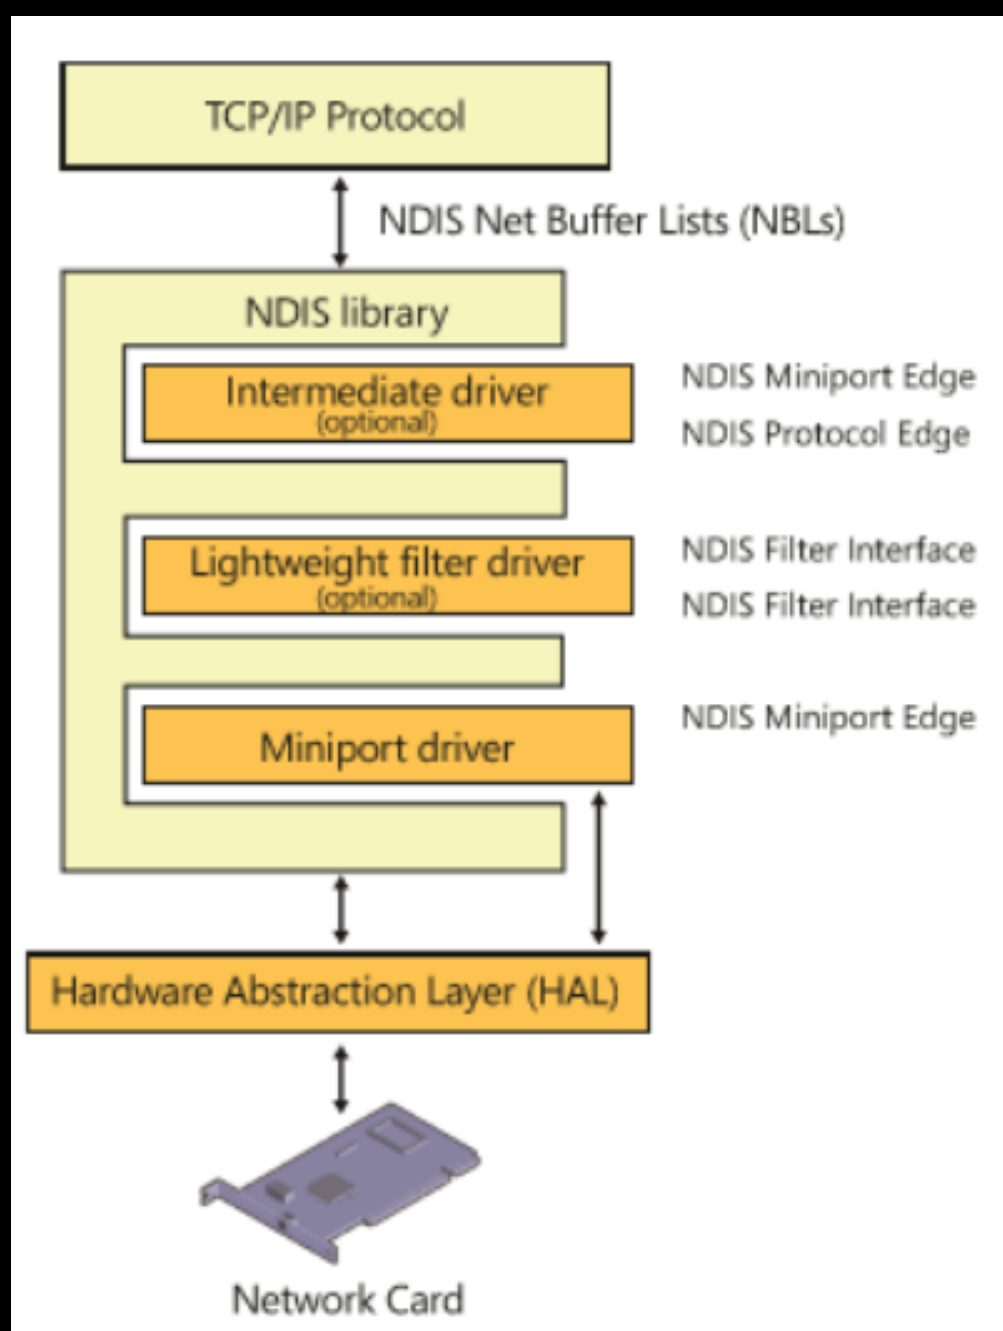 TCP/IP Protocol
NDIS Net Buffer Lists (NBLs)
NDIS library
Intermediate driver
(optional)
NDIS Miniport Edge
NDIS Protocol Edge
Lightweight filter driver
(optional)
NDIS Filter Interface
NDIS Filter Interface
Miniport driver
NDIS Miniport Edge
Hardware Abstraction Layer (HAL)
Network Card